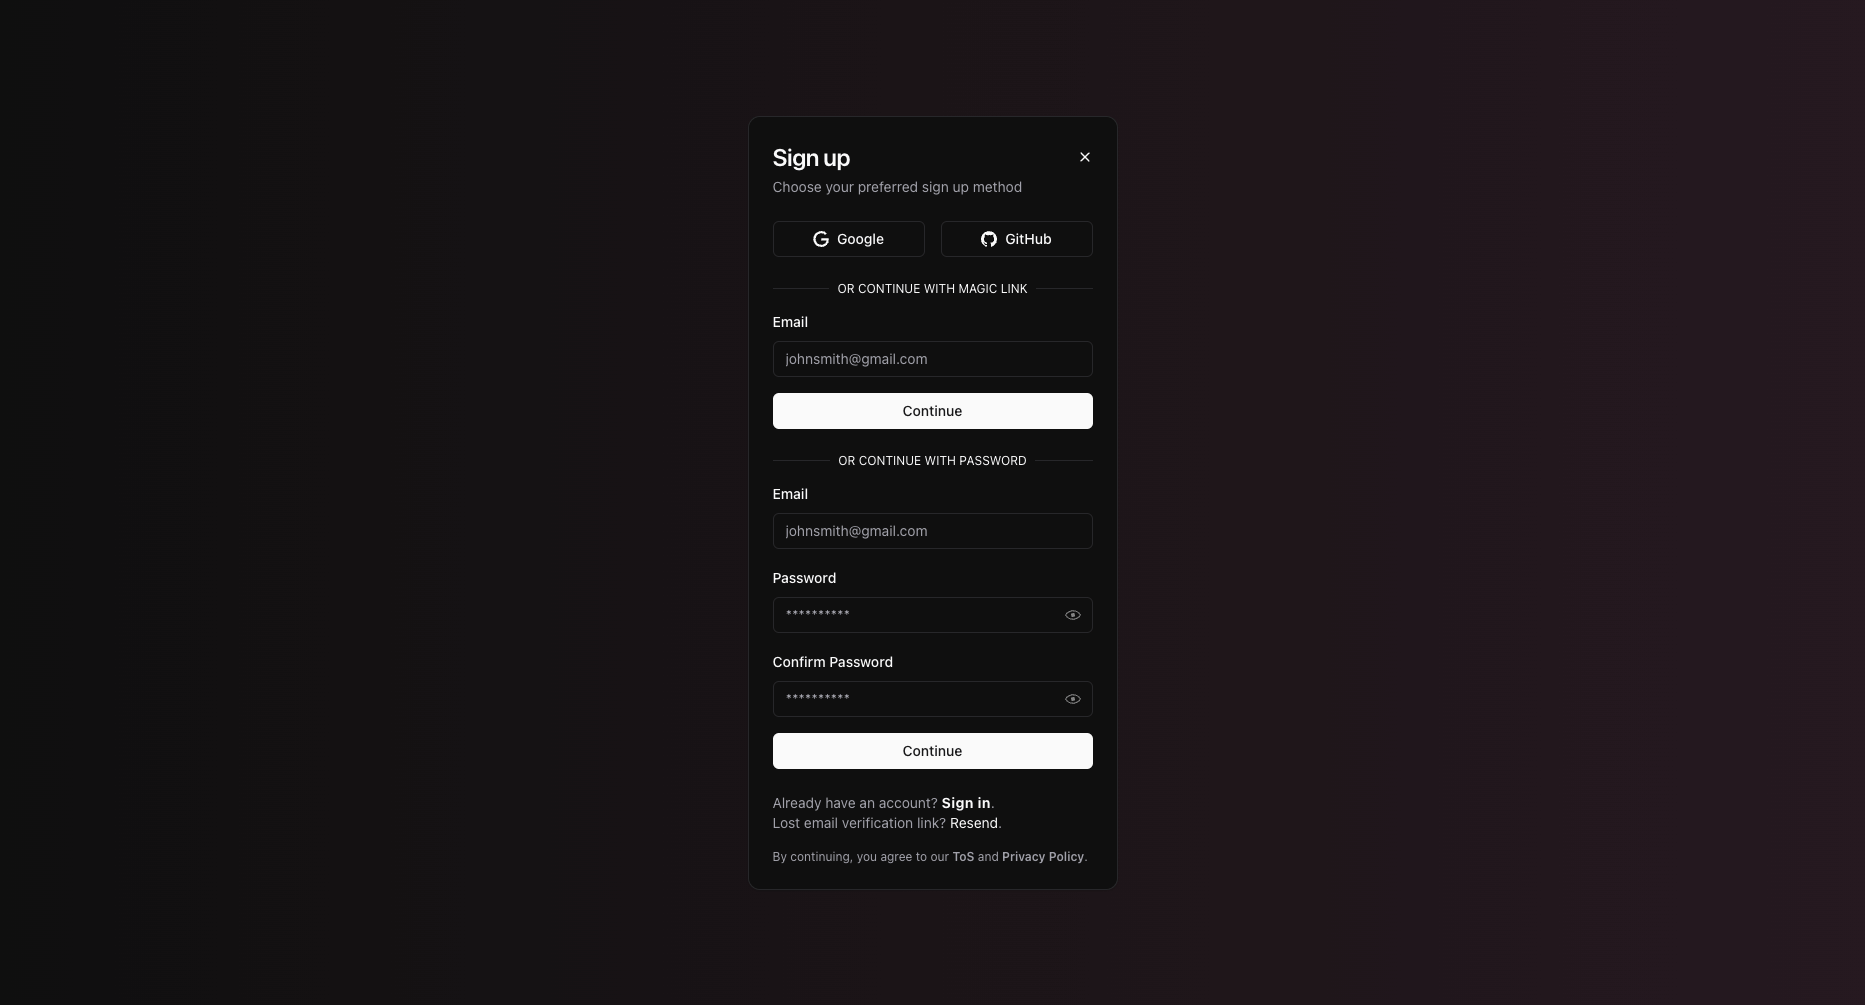 Sign up
Choose your preferred sign up method
Google
GitHub
OR CONTINUE WITH MAGIC LINK
Email
johnsmith@gmail.com
Continue
OR CONTINUE WITH PASSWORD
Email
johnsmith@gmail.com
Password
**********
Confirm Password
**********
Continue
Already have an account? Sign in.
Lost email verification link? Resend.
By continuing, you agree to our ToS and Privacy Policy.